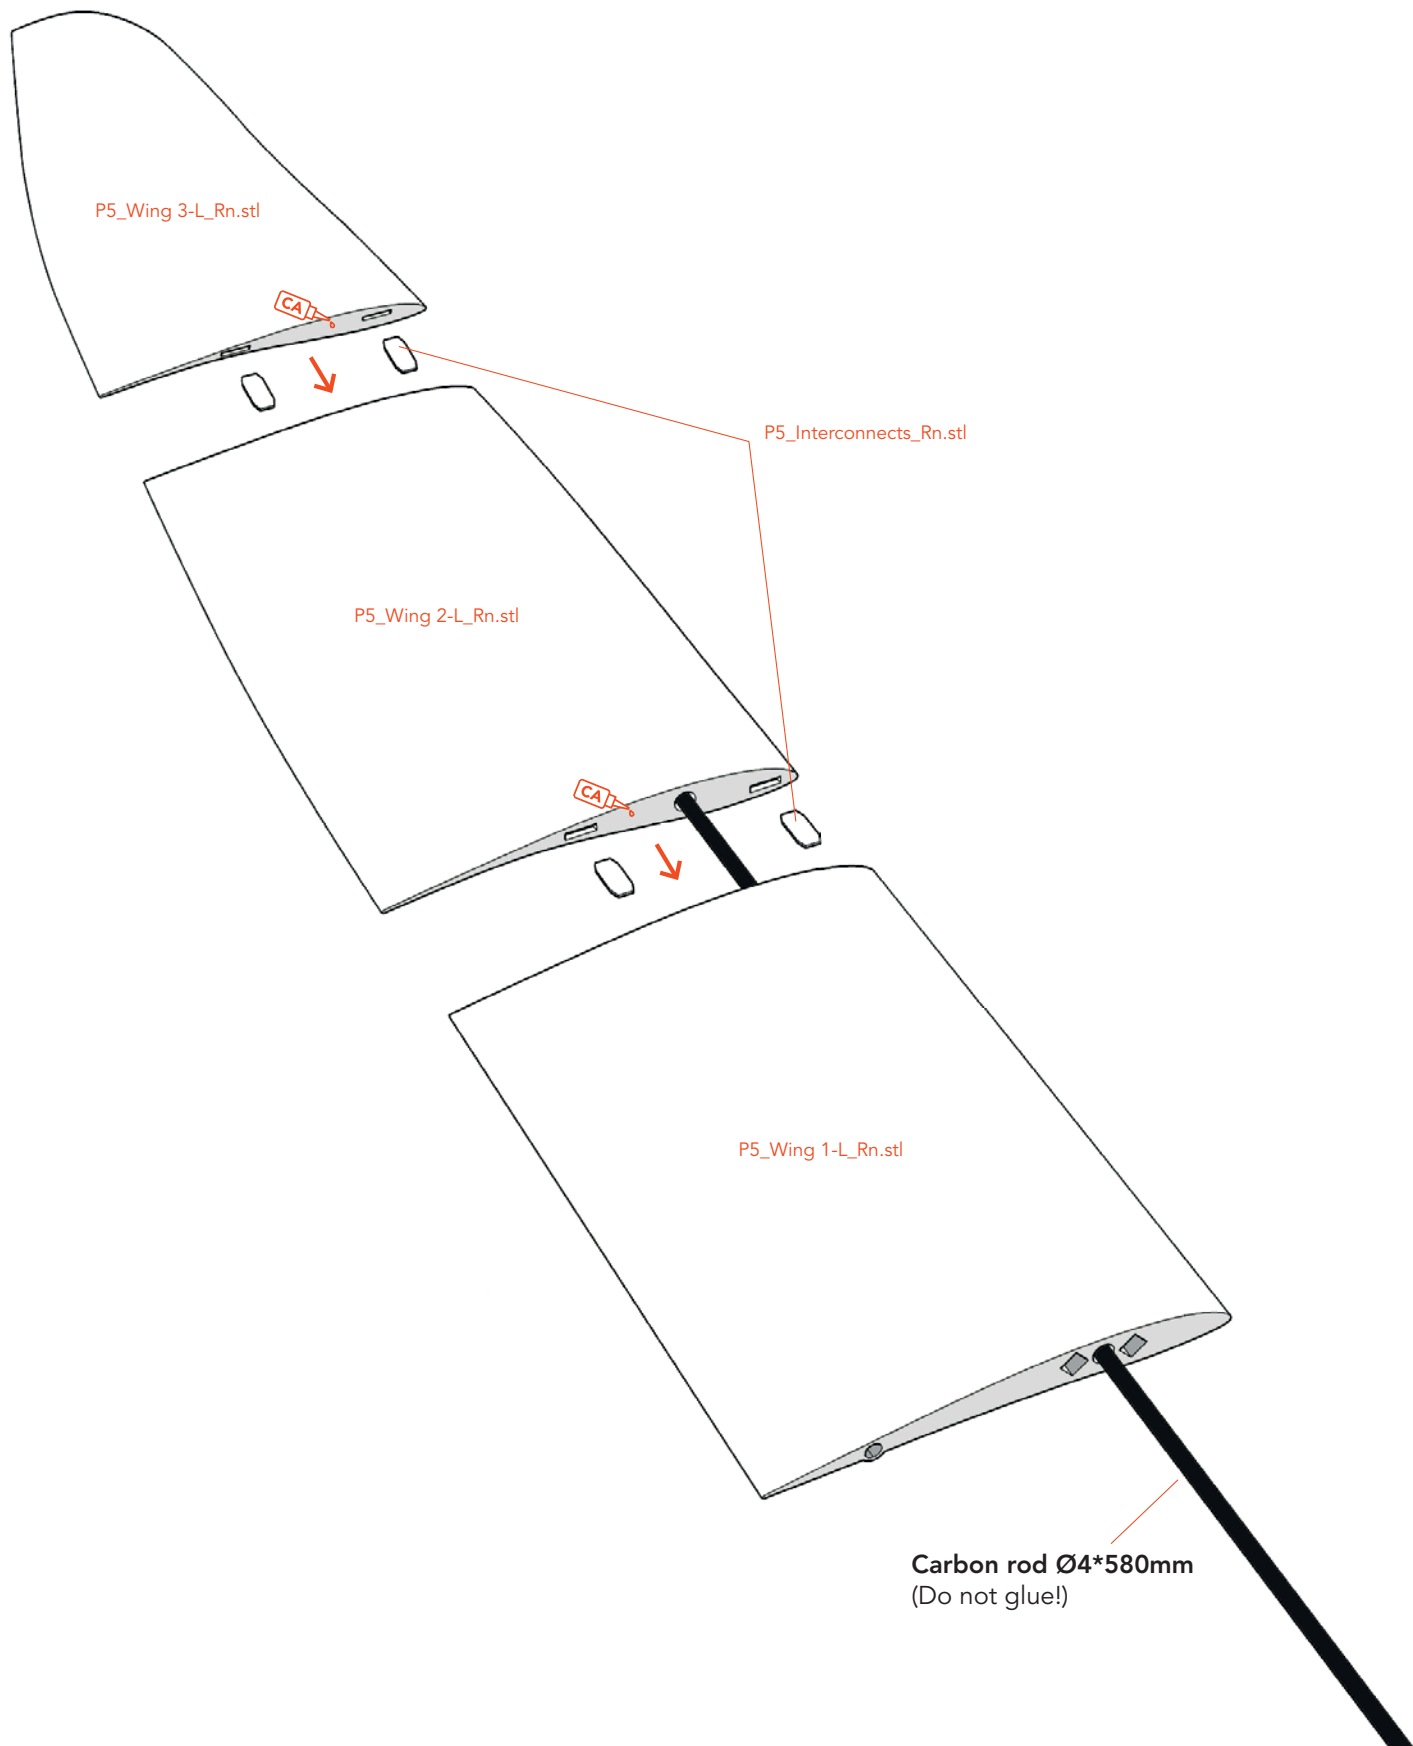 P5_Wing 3-L_Rn.stl
CA
P5_Interconnects_Rn.stl
P5_Wing 2-L_Rn.stl
CA
P5_Wing 1-L_Rn.stl
Carbon rod Ø4*580mm
(Do not glue!)